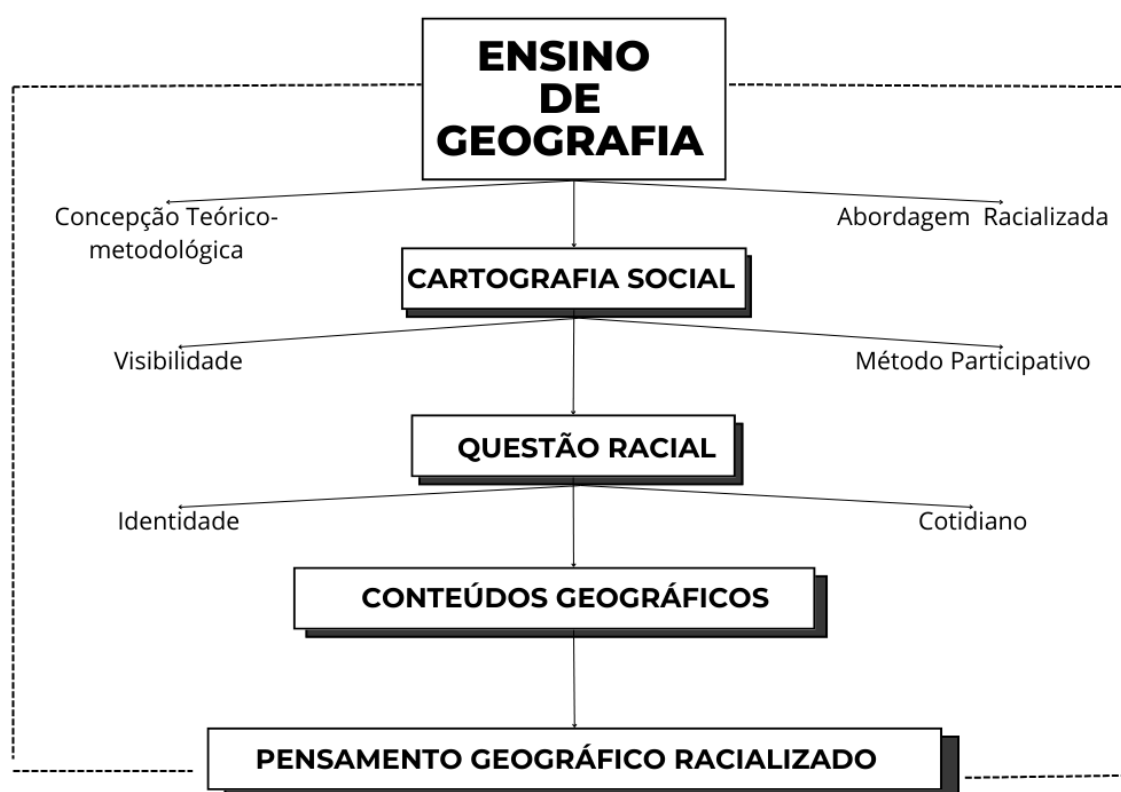 ENSINO
DE
GEOGRAFIA
Concepção Teórico-
metodológica
Abordagem Racializada
CARTOGRAFIA SOCIAL
Visibilidade
Método Participativo
QUESTÃO RACIAL
Identidade
Cotidiano
CONTEÚDOS GEOGRÁFICOS
PENSAMENTO GEOGRÁFICO RACIALIZADO